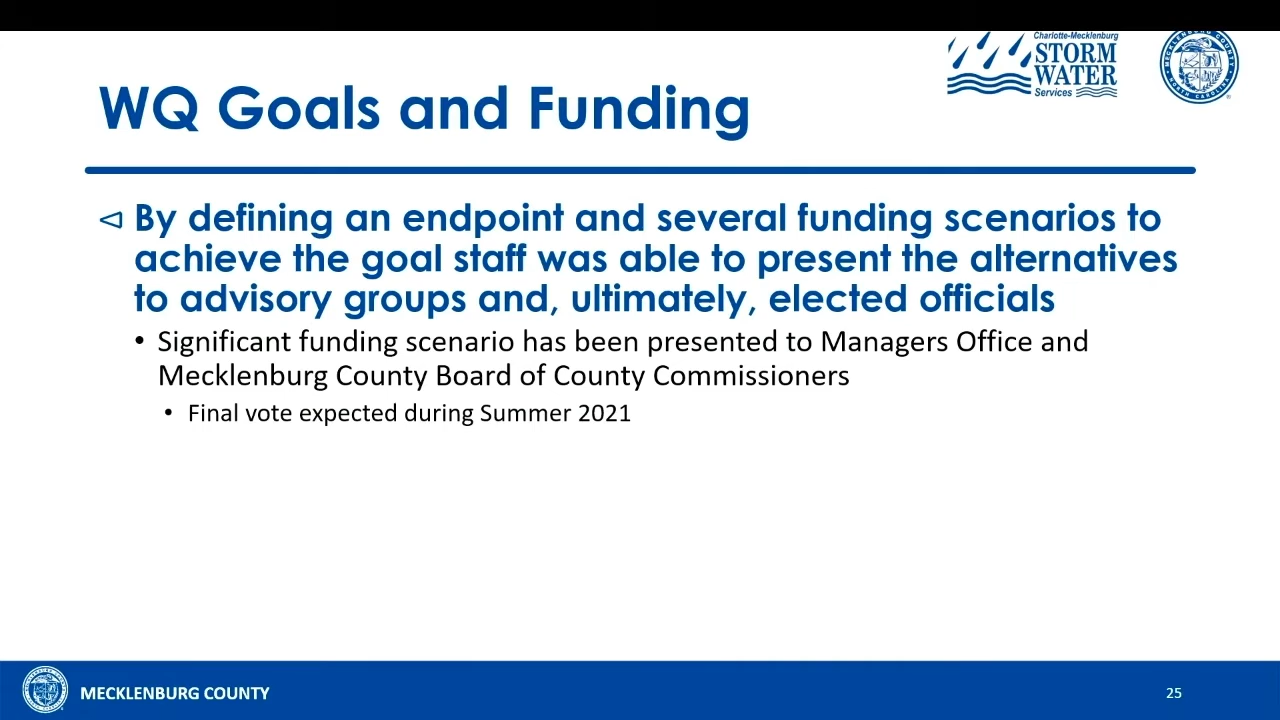 Charlotte-Mecklenburg
STORM
WATER
Services
WQ Goals and Funding
By defining an endpoint and several funding scenarios to
achieve the goal staff was able to present the alternatives
to advisory groups and, ultimately, elected officials
• Significant funding scenario has been presented to Managers Office and
Mecklenburg County Board of County Commissioners
• Final vote expected during Summer 2021
MECKLENBURG COUNTY
25